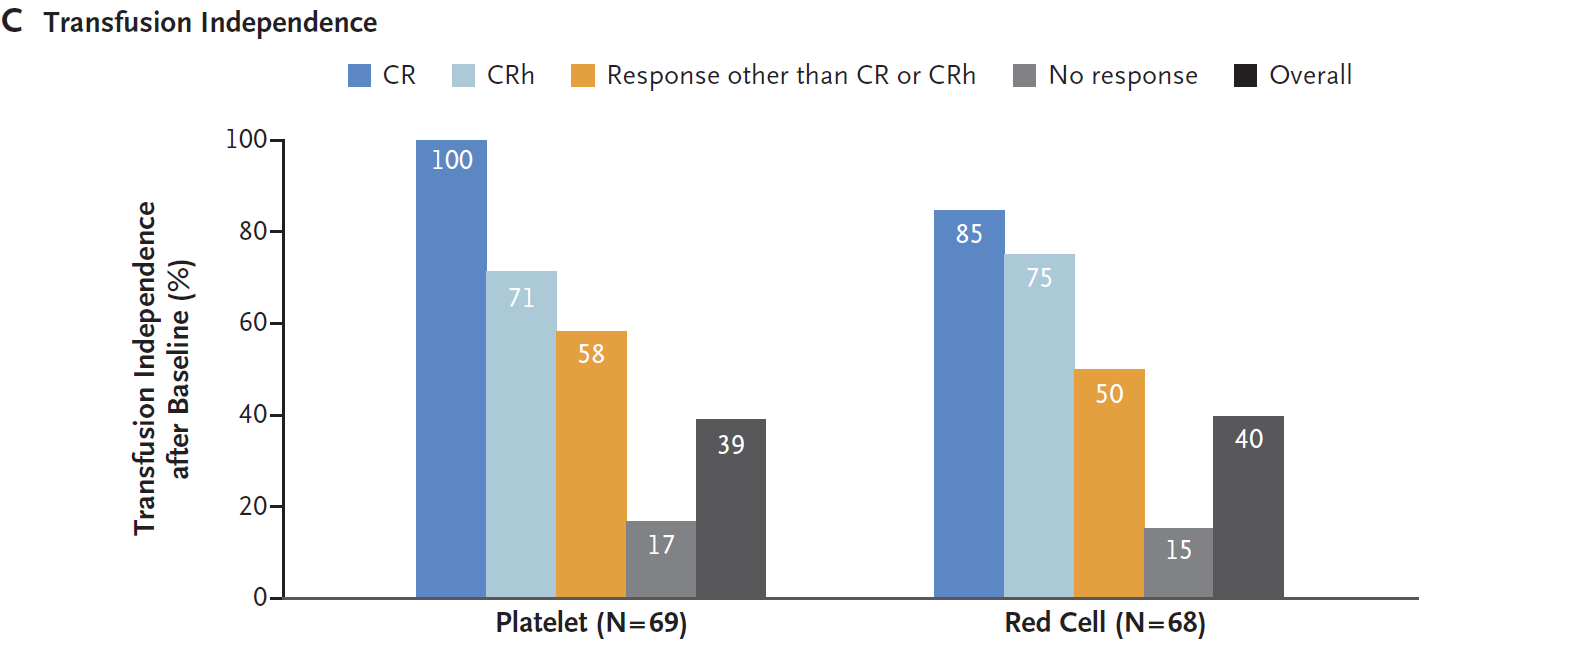 C Transfusion Independence
CR CRh Response other than CR or CRh No response Overall
Transfusion Independence
after Baseline (%)
100
80
60
40
20
0
100
71
58
17
39
85
75
50
15
40
Platelet (N=69)
Red Cell (N=68)